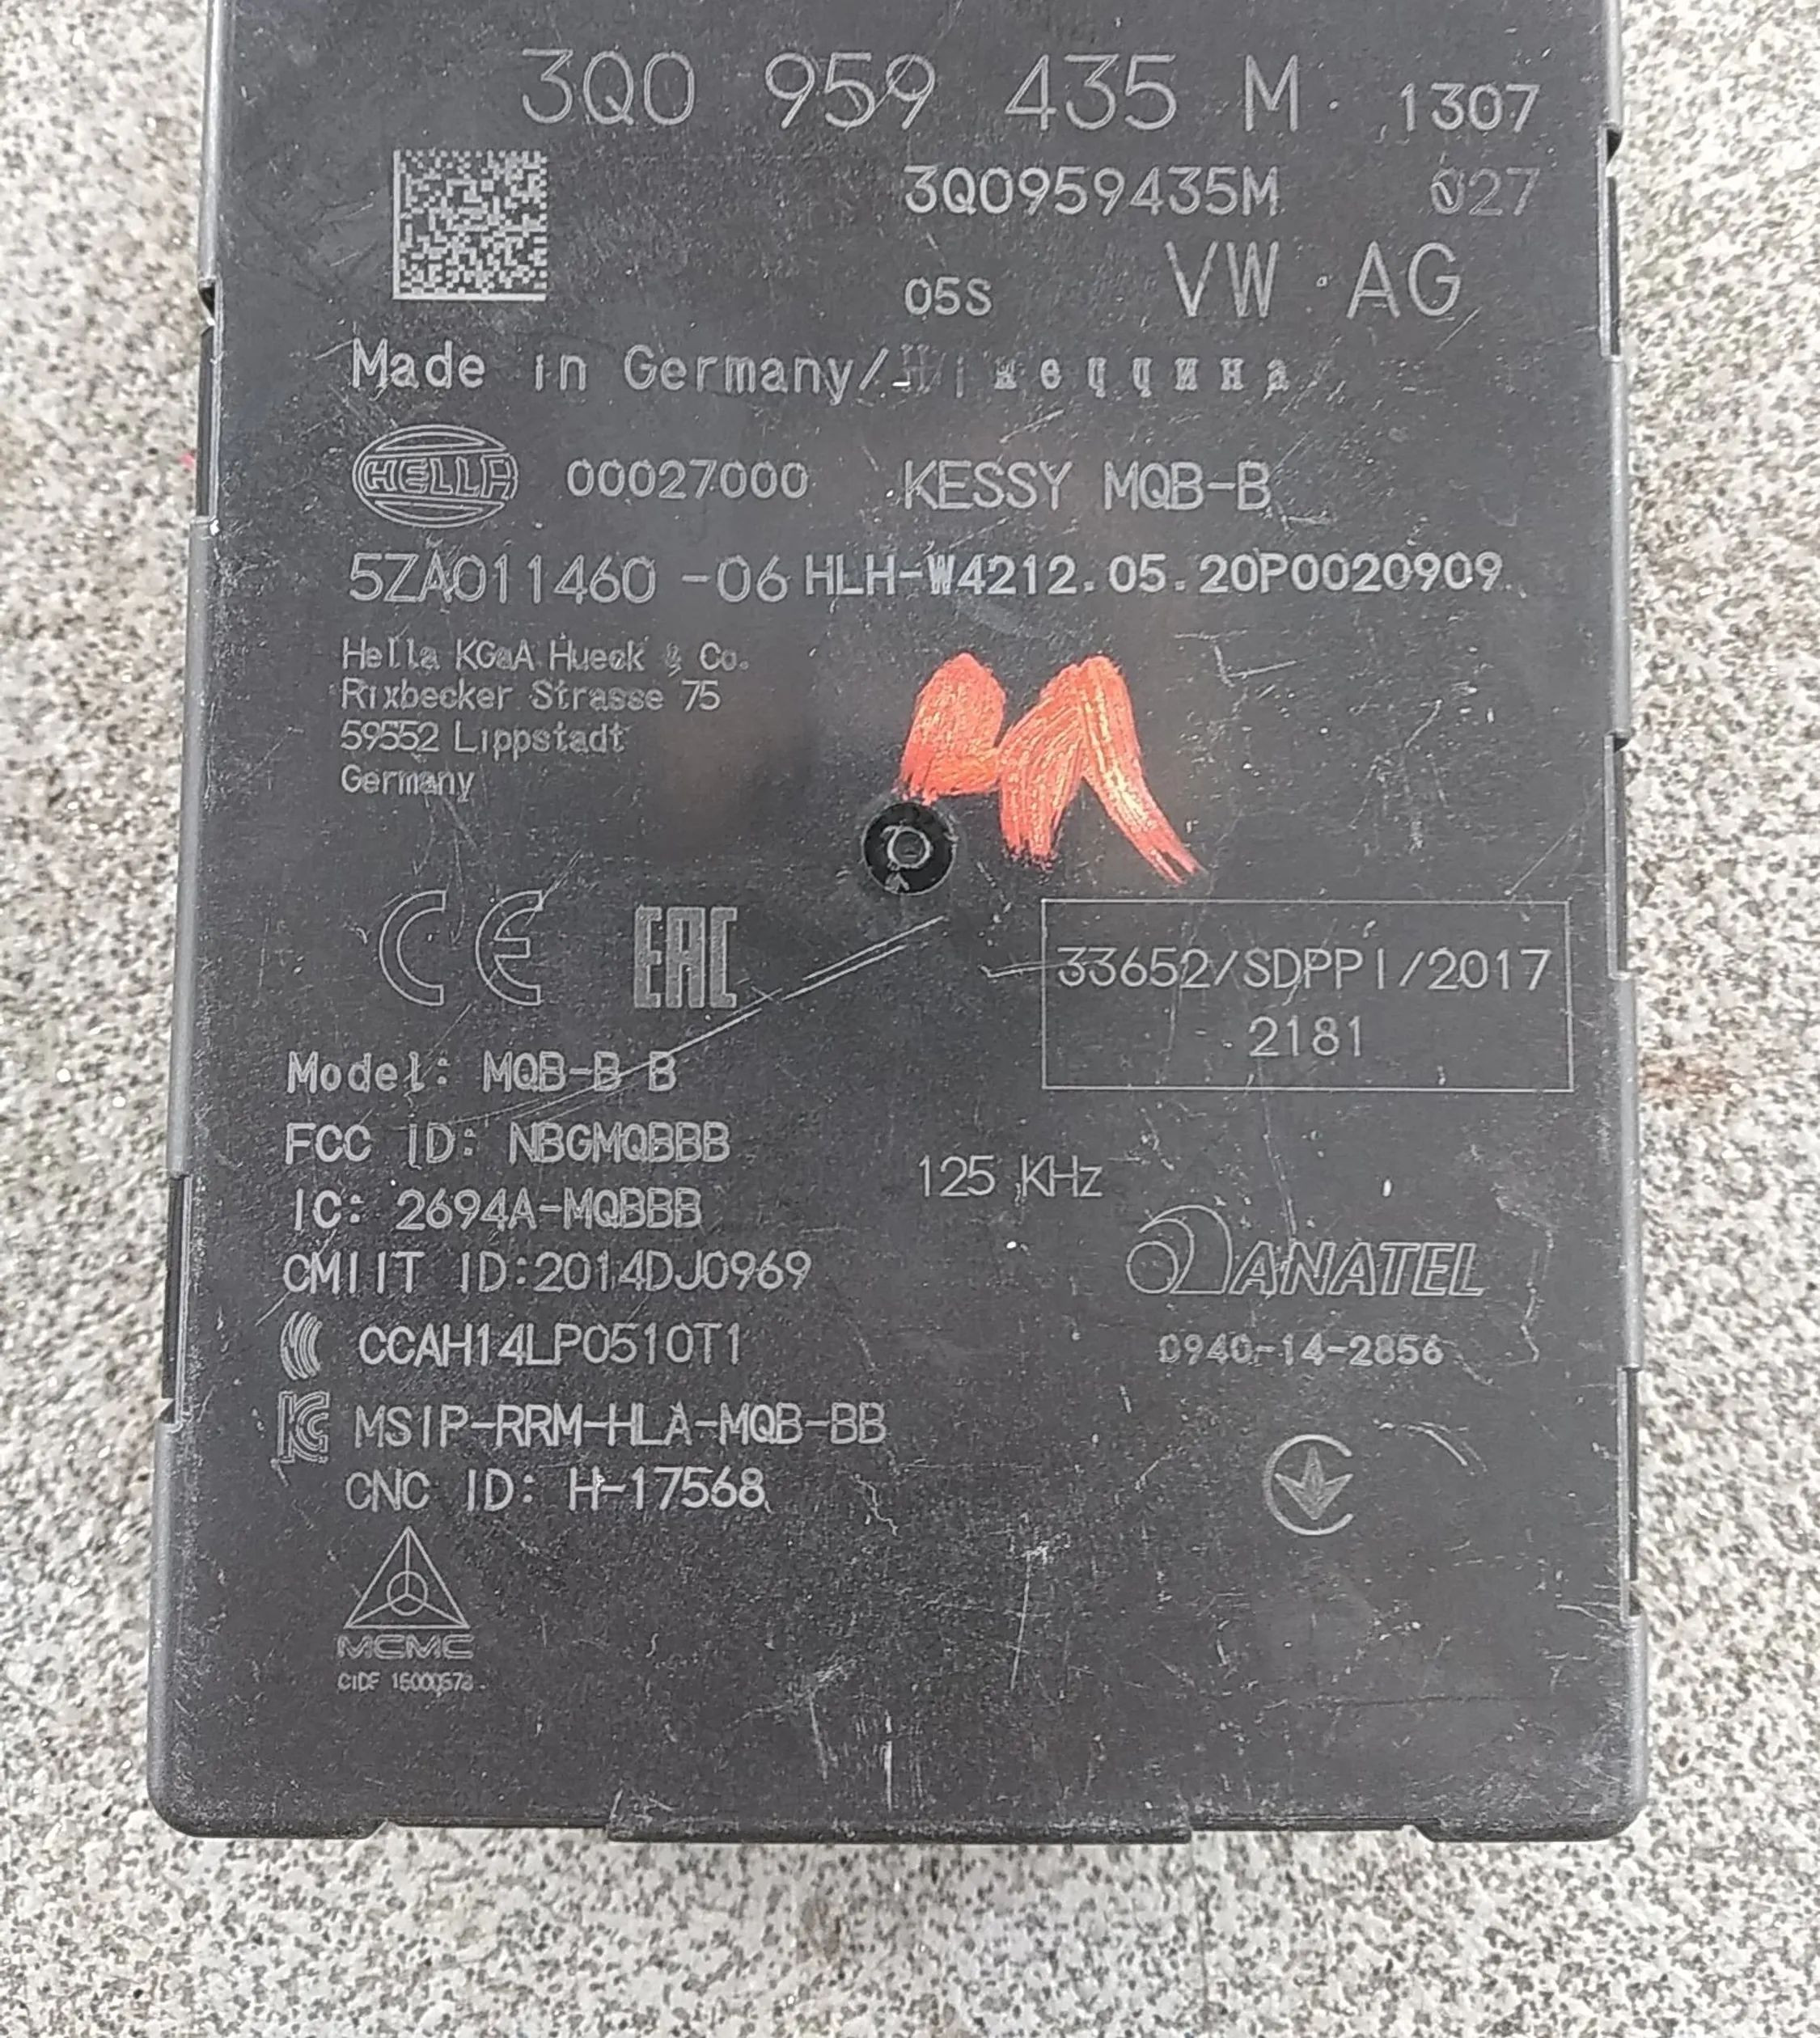 3Q0 959 435 M 1307
3Q0959435M 027
05S VW AG
Made in Germany/Німеччина
HELLA 00027000 KESSY MQB-B
5ZA011460-06 HLH-W4212.05.20P0020909
Hella KGaA Hueck & Co.
Rixbecker Strasse 75
59552 Lippstadt
Germany
CE EAC
33652/SDPPI/2017
2181
Model: MQB-B B
FCC ID: NBGMQBBB
125 KHz
IC: 2694A-MQBBB
CMIIT ID:2014DJ0969
ANATEL
CCAH14LP0510T1
0940-14-2856
KC MSIP-RRM-HLA-MQB-BB
CNC ID: H-17568
MCMC